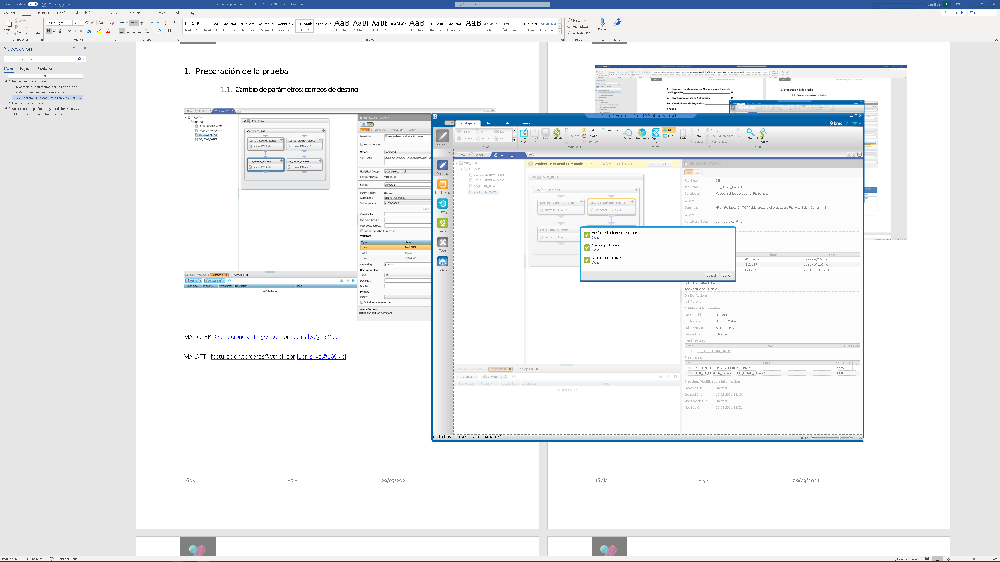 Autoguardado
Evidencia ejecucion - Carrier 111 - 29-Mar-2021.docx - Guardando...
Buscar
Juan Silva JS
Archivo Inicio Insertar Diseño Disposición Referencias Correspondencia Revisar Vista Ayuda
Compartir Comentarios
Pegar
Cortar
Copiar
Copiar formato
Portapapeles
Calibri Light 12
Fuente
Párrafo
Heading 1... heading3 ¶ Normal Normal2 Normal3 Sin espaci... Título 2 ¶ Título 4 ¶ Título 5 ¶ Título 6 ¶ Título 7 ¶ Título 8 ¶ Título 9 Título Tres ¶ Sin espa... Título Subtítulo Énfasis sutil Énfasis Énfasis int...
Estilos
Buscar
Reemplazar
Seleccionar
Edición
Dictar
Voz
Editor
Editor
Navegación
Buscar en documento
Títulos Páginas Resultados
1. Preparación de la prueba
1.1. Cambio de parámetros: correos de destino
1.2. Verificación en directorios al inicio
1.3. Verificación de datos previos en vista materi...
2. Ejecución de la prueba
3. Vuelta atrás en parámetros y condiciones previas
3.1. Cambio de parámetros: correos de destino
1. Preparación de la prueba
1.1. Cambio de parámetros: correos de destino
New Folders Workspace25
VTR_DESA
LDI_ABP
LDI_01_GENERA_ALTAS
LDI_01_GENERA_BAJAS
OS_LDIAB_ALTASP
OS_LDIAB_BAJASP
VTR_DESA
LDI_ABP
LDI_01_GENERA_ALTAS LDI_01_GENERA_BAJAS
procesoETLA.sh procesoETLA.sh B
OS_LDIAB_ALTASP OS_LDIAB_BAJASP
procesoETLA.sh procesoETLA.sh B
OS_LDIAB_ALTASP
General Scheduling Prerequisites Actions
Description: Mueve archivo de altas al ftp remoto
Run as Dummy
What: Command
Command: /ftp/interfaces/OUTQA/ldiab/proceso/shell
Host/Host Group: pctlmdevelc1.vtr.cl
Control-M Server: VTR_DESA
Run As: usroutqa
Parent Folder: LDI_ABP
Application: LDI-ALTAS-BAJAS
Sub Application: ALTA-BAJAS
Less
Override Path:
Pre-execution Co...
Post-execution Co...
Run job on all hosts in group
Variables
Type Name
Local MAILOPER
Local MAILVTR
Local JOBNAME
Created By: jsilvamar
Documentation
Type: File
Doc Path:
Doc File:
Priority
Priority:
Critical (reserve resources)
Job Definitions
Define and edit job definitions
Network Overview Validation (0) Changes (0)
0 Error(s) 0 Warning(s)
Job/Folder Property Parent Path Description Value
No Data Found
MAILOPER: Operaciones.111@vtr.cl Por juan.silva@160k.cl
Y
MAILVTR: facturacion.terceros@vtr.cl por juan.silva@160k.cl
160k - 3 - 29/03/2021
Evidencia de ejecución de pruebas
8. Formato de Mensajes de Alarmas y acciones de
contingencia 18
9. Configuración de la Aplicación 19
10. Condiciones de Seguridad
Anexos
1. Preparación de la prueba
1.1. Cambio de los correos de destino
Default Environment - Control-M Workload Automation
File Workspace Tools View Analysis
bmc
Planning
Folder OS z/OS
Dummy File Tra... Batch I...
New
Check Out
Check In
Save
Validate
Export Load
Import Unload
Own Promote
Properties
Order
Workspace
Rearrange
Expand All
Map
List
View
Paste
Cut Categorize...
Copy Save As Template
Delete Mass Create
Edit
Find
Find And Update
Find
Planning
Monitoring
History
Forecast
Tools
News
New Folders CARRIER_111
VTR_DESA
LDI_ABP
LDI_01_GENERA_ALTAS
LDI_01_GENERA_BAJAS
OS_LDIAB_ALTASP
OS_LDIAB_BAJASP
Workspace in Read-only mode To start modify you need to Check-out... Check Out
VTR_DESA
LDI_ABP
LDI_01_GENERA_ALTAS LDI_01_GENERA_BAJAS
procesoETLA.sh procesoETLA.sh B
OS_LDIAB_ALTASP
procesoETLA.sh
Verifying Check In requirements
Done
Checking in Folders
Done
Synchronizing Folders
Done
Cancel Done
OS_LDIAB_BAJASP
Job Type: OS
Job Name: OS_LDIAB_BAJASP
Description: Mueve archivo de bajas al ftp remoto
What:
Command: /ftp/interfaces/OUTQA/ldiab/proceso/shell/procesoFtp_AltasBajas_Carrier.sh B
Where
Host/Host Group: pctlmdevelc1.vtr.cl
Name Value
MAILOPER juan.silva@160k.cl
MAILVTR juan.silva@160k.cl
JOBNAME OS_LDIAB_BAJASP
Submitted after 00:45
Keep active for: 0 days
On Do Actions
13 Actions
Additional Information
Parent Folder: LDI_ABP
Application: LDI-ALTAS-BAJAS
Sub Application: ALTA-BAJAS
Created By: jsilvamar
Predecessors
Type Name Order Date
LDI_01_GENERA_BAJAS
Successors
Type Name Order Date +/-
OS_LDIAB_BAJAS-TO-Dummy_Job#2 ODAT +
LDI_01_GENERA_BAJAS-TO-OS_LDIAB_BAJASP ODAT -
Creation/Modification Information
Creation User: jsilvamar
Created On: 15-02-2021 18:19
Modification User: jsilvamar
Modified On: 29-03-2021 18:52
Network Overview Validation (0) Changes (0)
0 Error(s) 0 Warning(s)
Job/Folder Property Parent Path Description Value
No Data Found
Total Folders: 1, Jobs: 4. Saved data successfully
100%
160k - 4 - 29/03/2021
Página 4 de 6 130 palabras Español (Chile)
Concentración 190%